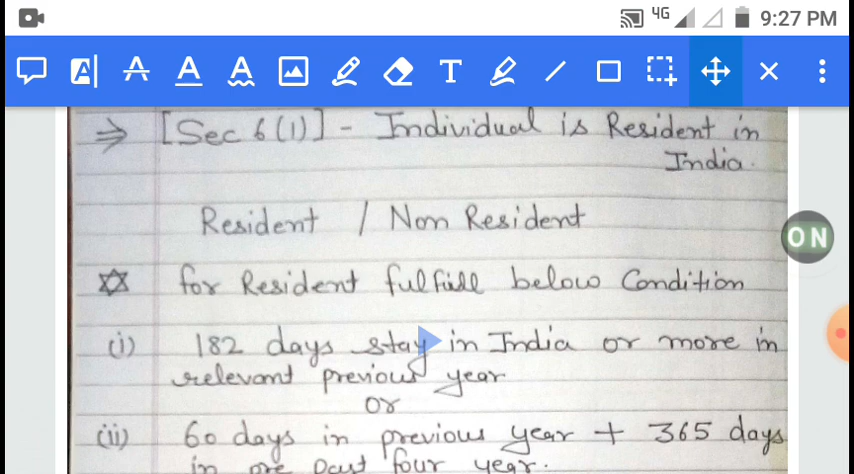 4G 9:27 PM
A A A A T
⇒ [Sec 6(1)] - Individual is Resident in
India.
Resident / Non Resident
✡ for Resident fulfill below Condition
(i) 182 days stay in India or more in
relevant previous year
or
(ii) 60 days in previous year + 365 days
in pre past four year.
ON